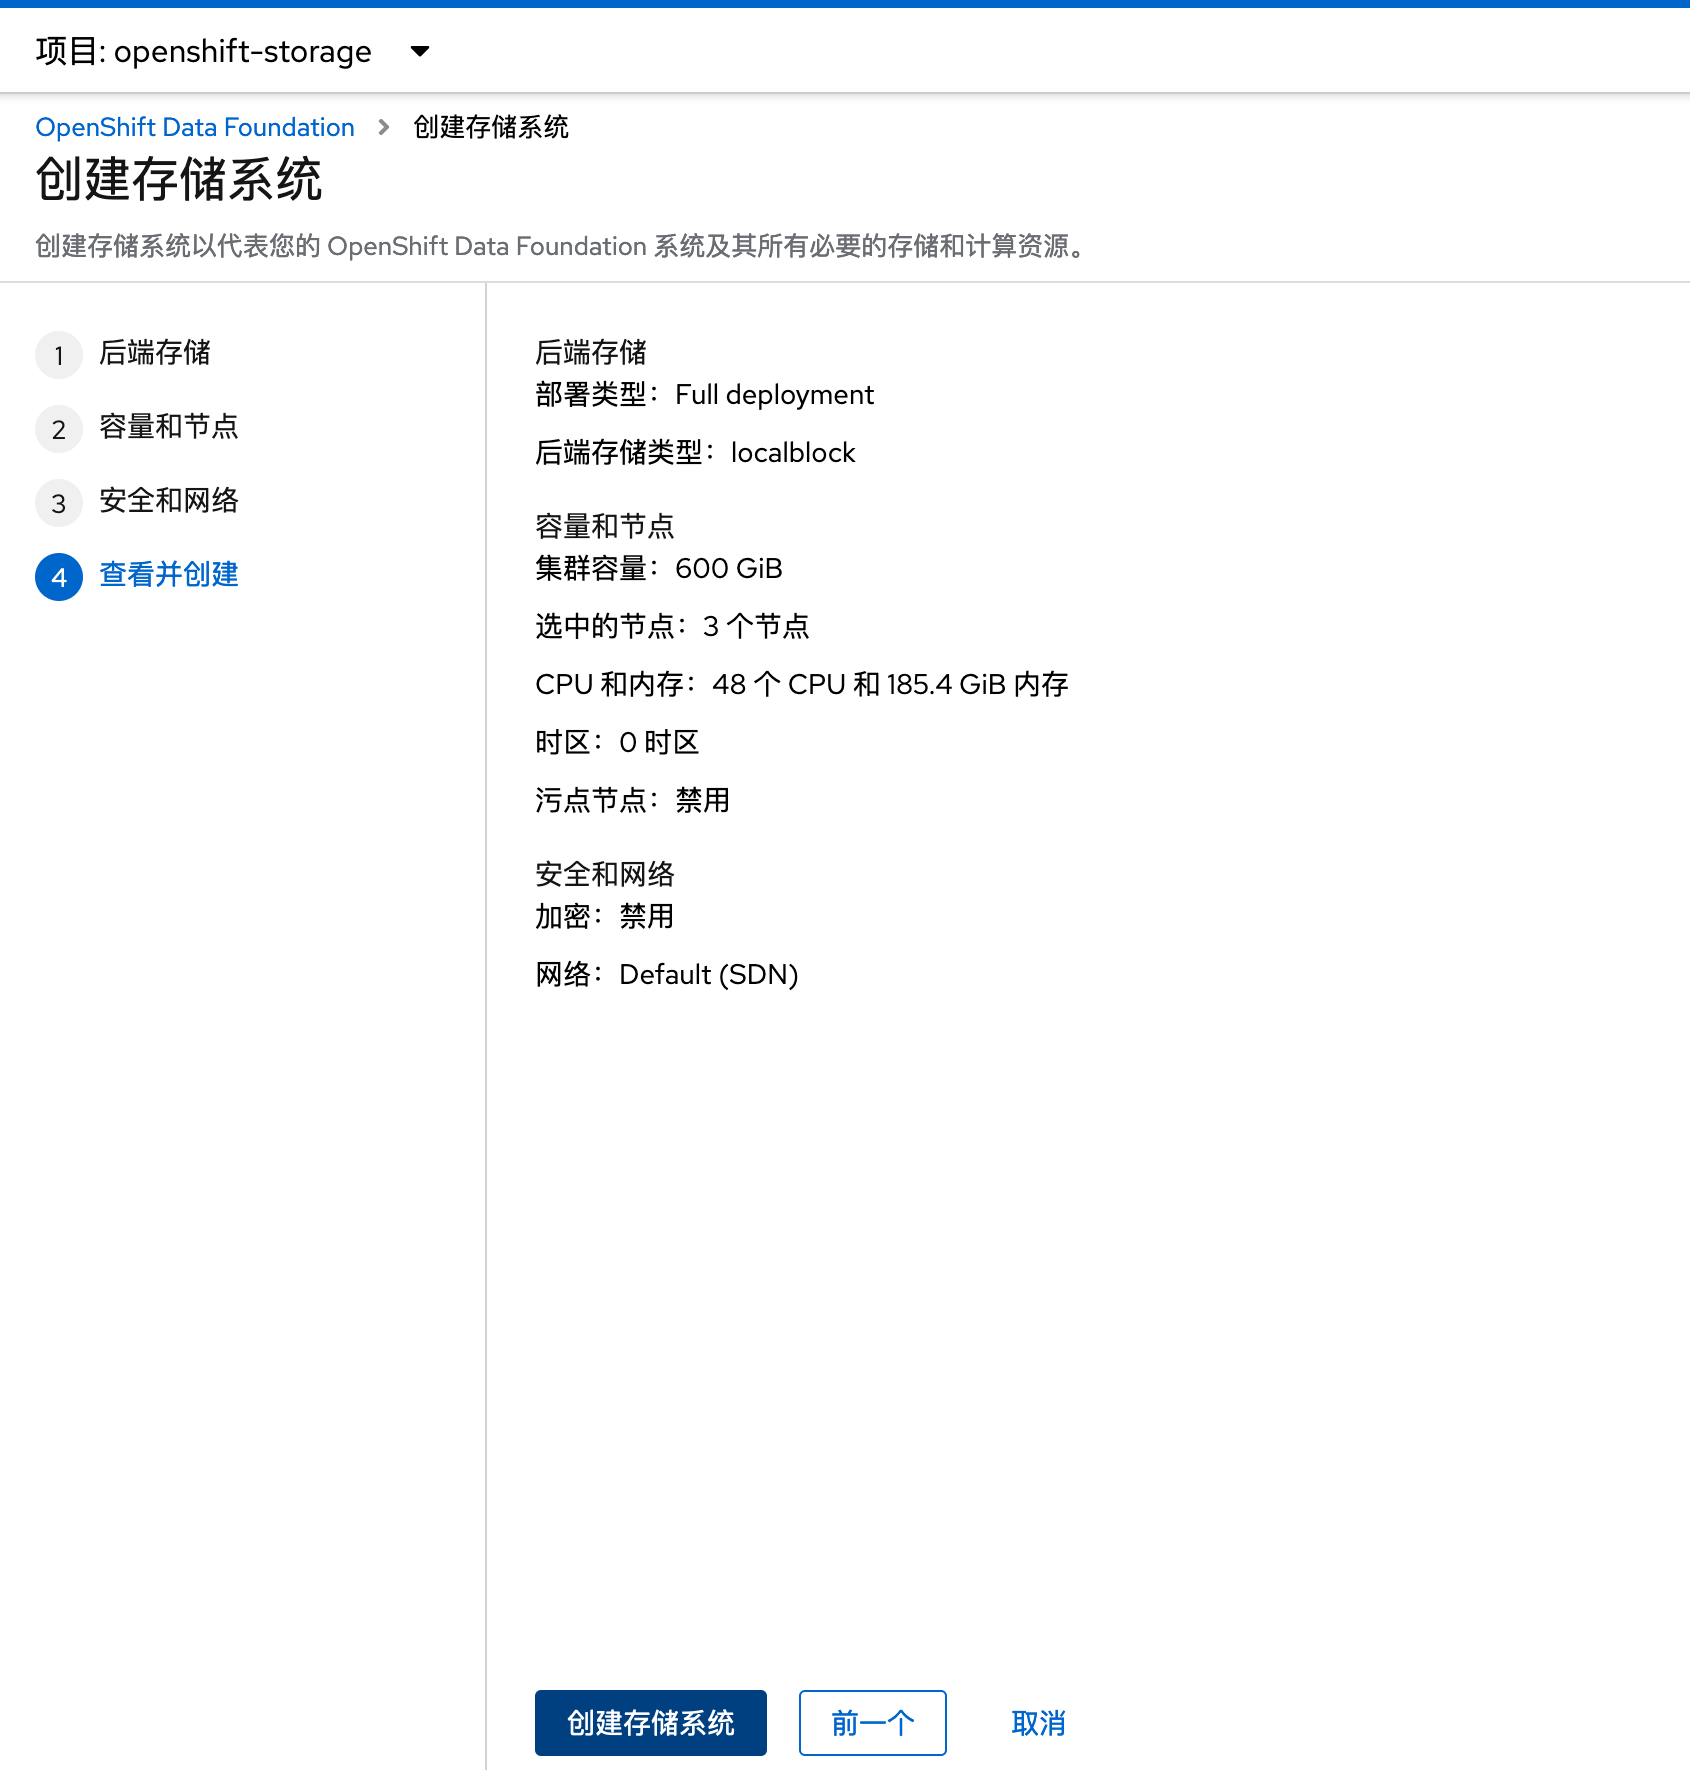 项目: openshift-storage
OpenShift Data Foundation > 创建存储系统
创建存储系统
创建存储系统以代表您的 OpenShift Data Foundation 系统及其所有必要的存储和计算资源。
1 后端存储
2 容量和节点
3 安全和网络
4 查看并创建
后端存储
部署类型：Full deployment
后端存储类型：localblock
容量和节点
集群容量：600 GiB
选中的节点：3 个节点
CPU 和内存：48 个 CPU 和 185.4 GiB 内存
时区：0 时区
污点节点：禁用
安全和网络
加密：禁用
网络：Default (SDN)
创建存储系统 前一个 取消